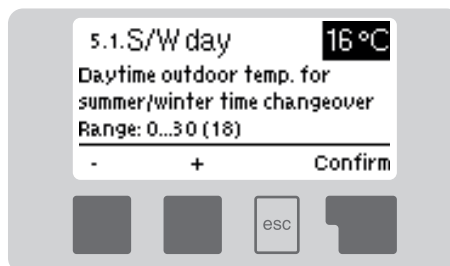 5.1.S/W day 16 °C
Daytime outdoor temp. for
summer/winter time changeover
Range: 0...30 (18)
- + Confirm
esc